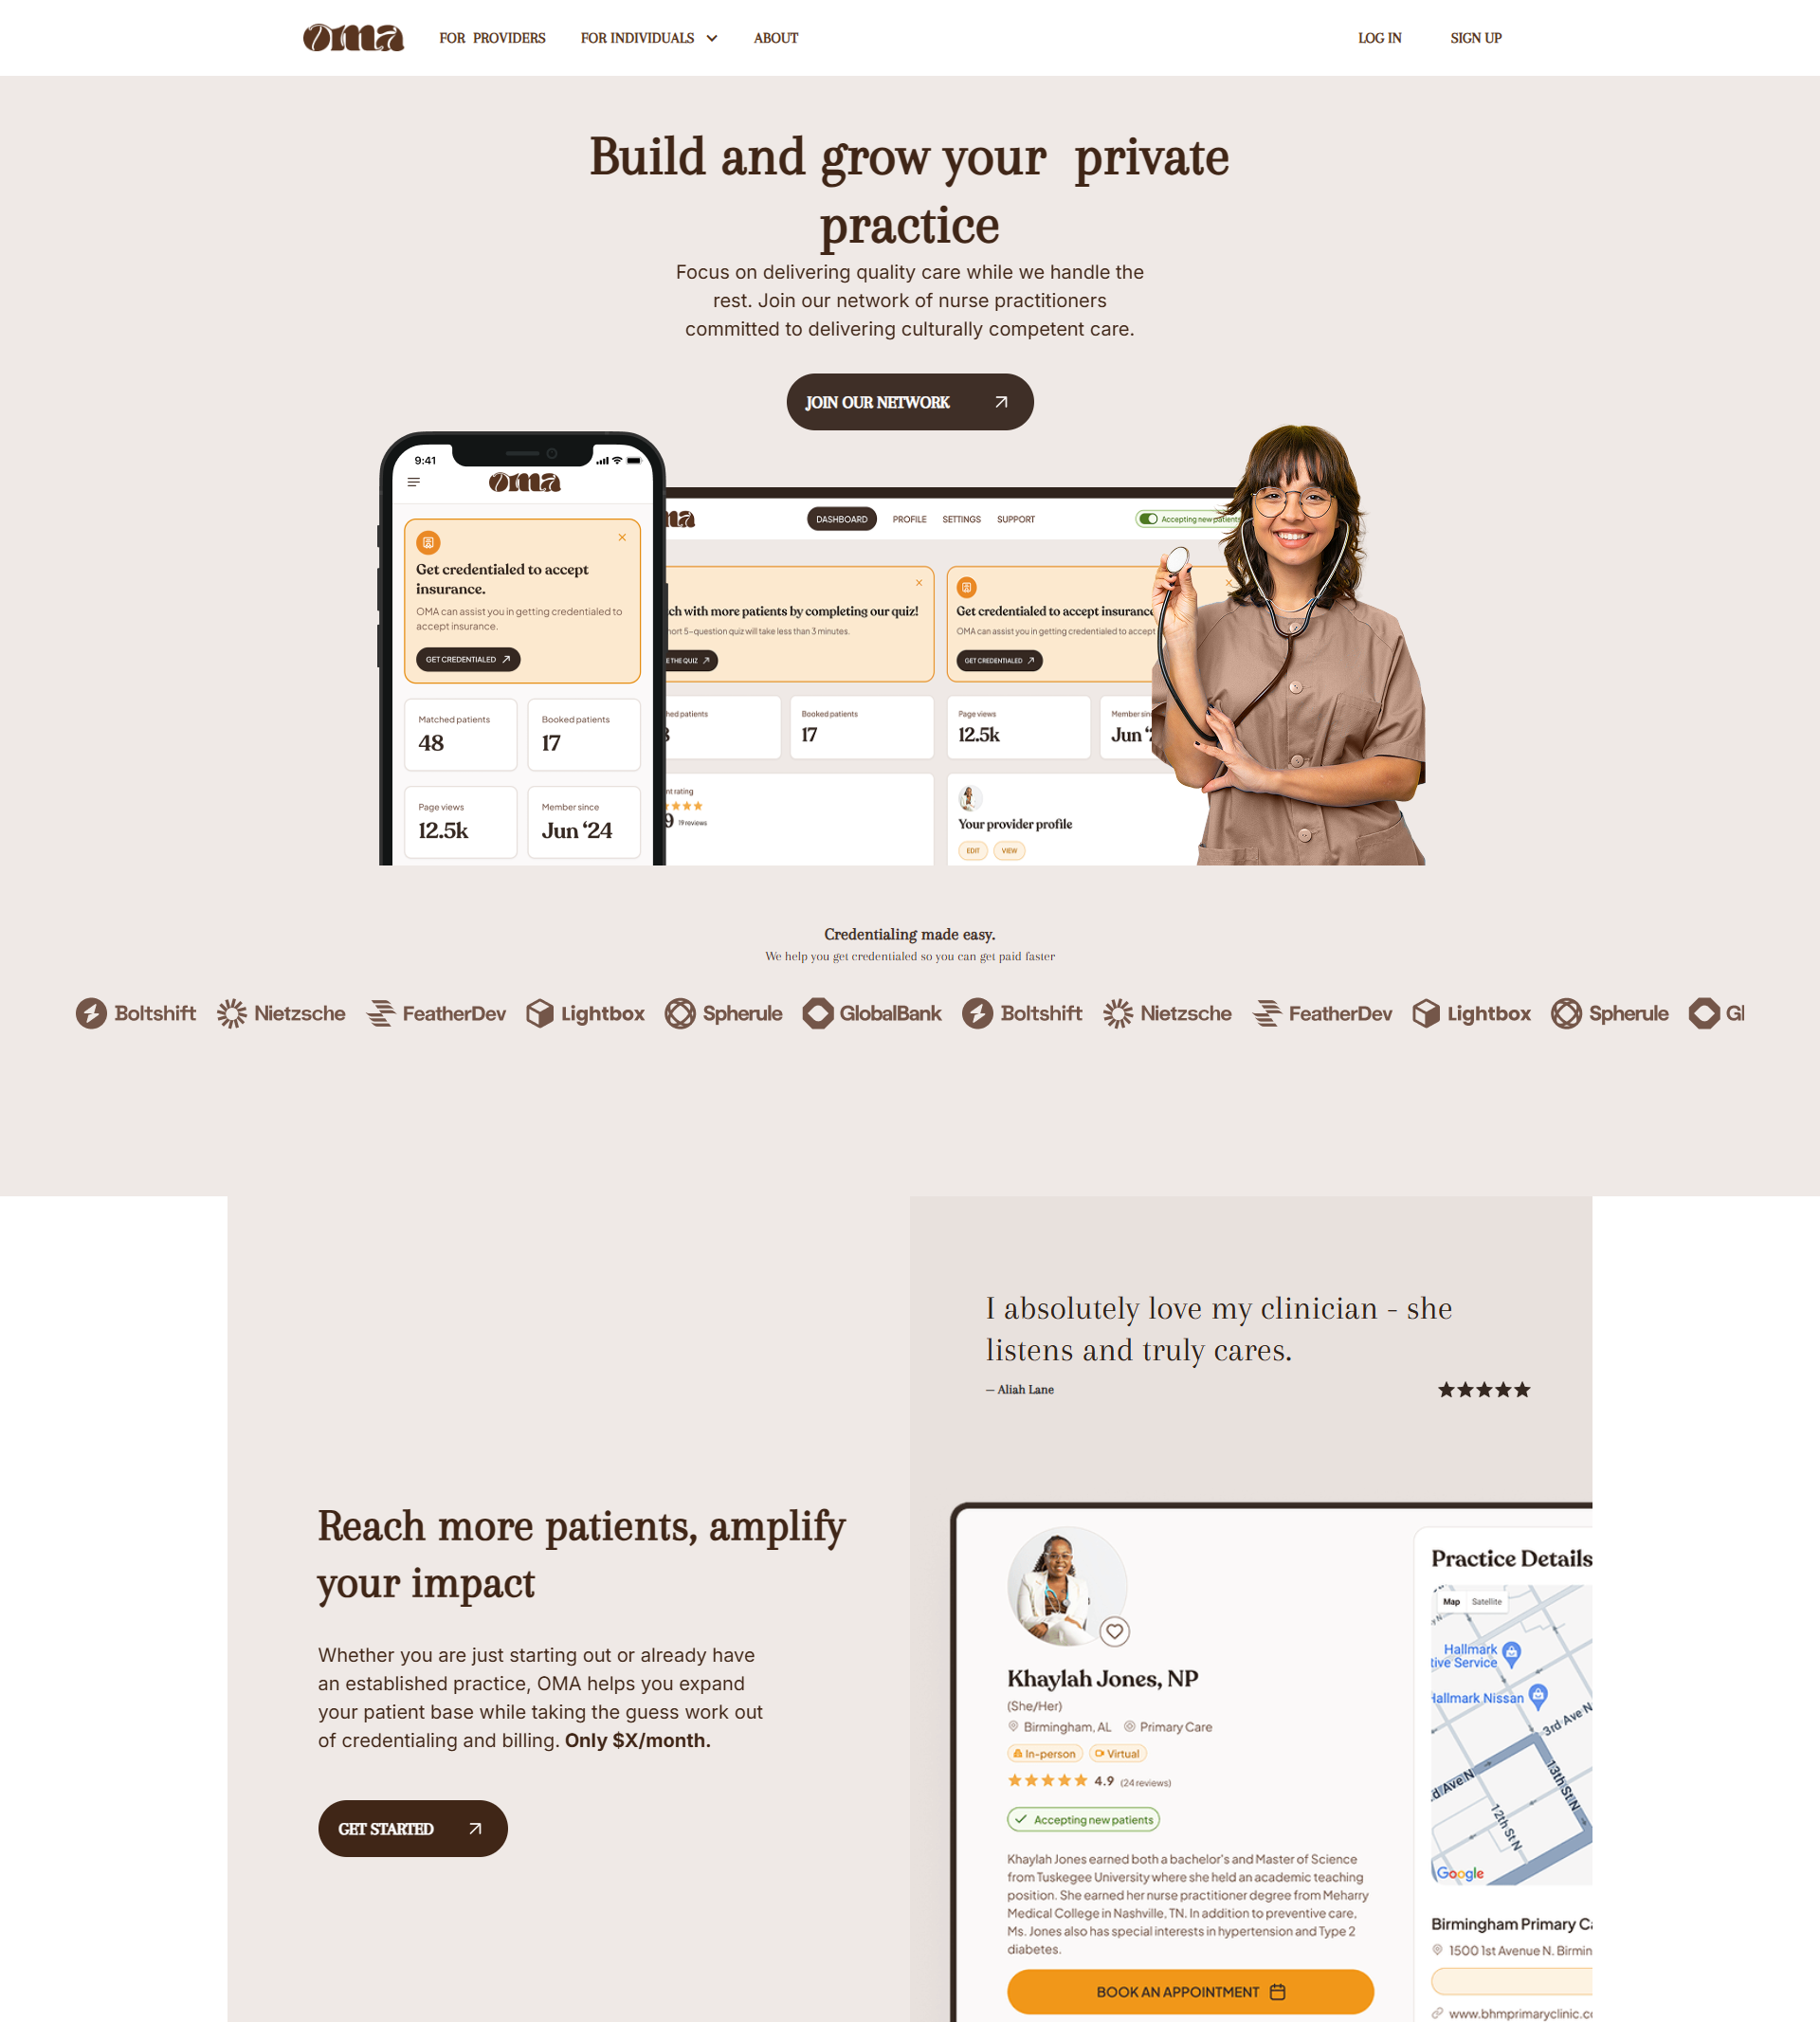 oma
FOR PROVIDERS
FOR INDIVIDUALS
ABOUT
LOG IN
SIGN UP
Build and grow your private
practice
Focus on delivering quality care while we handle the
rest. Join our network of nurse practitioners
committed to delivering culturally competent care.
JOIN OUR NETWORK
9:41
oma
Get credentialed to accept
insurance.
OMA can assist you in getting credentialed to
accept insurance.
GET CREDENTIALED
Matched patients
48
Booked patients
17
Page views
12.5k
Member since
Jun ‘24
DASHBOARD
PROFILE
SETTINGS
SUPPORT
Accepting new patients
with more patients by completing our quiz!
5-question quiz will take less than 3 minutes.
THE QUIZ
Get credentialed to accept insurance
OMA can assist you in getting credentialed to accept
GET CREDENTIALED
patients
Booked patients
17
Page views
12.5k
Member
Jun
rating
19 reviews
Your provider profile
EDIT
VIEW
Credentialing made easy.
We help you get credentialed so you can get paid faster
Boltshift
Nietzsche
FeatherDev
Lightbox
Spherule
GlobalBank
Boltshift
Nietzsche
FeatherDev
Lightbox
Spherule
Gl
I absolutely love my clinician - she
listens and truly cares.
— Aliah Lane
Reach more patients, amplify
your impact
Whether you are just starting out or already have
an established practice, OMA helps you expand
your patient base while taking the guess work out
of credentialing and billing. Only $X/month.
GET STARTED
Khaylah Jones, NP
(She/Her)
Birmingham, AL
Primary Care
In-person
Virtual
4.9 (24 reviews)
Accepting new patients
Khaylah Jones earned both a bachelor's and Master of Science
from Tuskegee University where she held an academic teaching
position. She earned her nurse practitioner degree from Meharry
Medical College in Nashville, TN. In addition to preventive care,
Ms. Jones also has special interests in hypertension and Type 2
diabetes.
BOOK AN APPOINTMENT
Practice Details
Map
Satellite
Hallmark
tive Service
Hallmark Nissan
3rd Ave N
d Ave N
13th St N
12th St N
Google
Birmingham Primary
1500 1st Avenue N. Birmin
www.bhmprimaryclinic.c